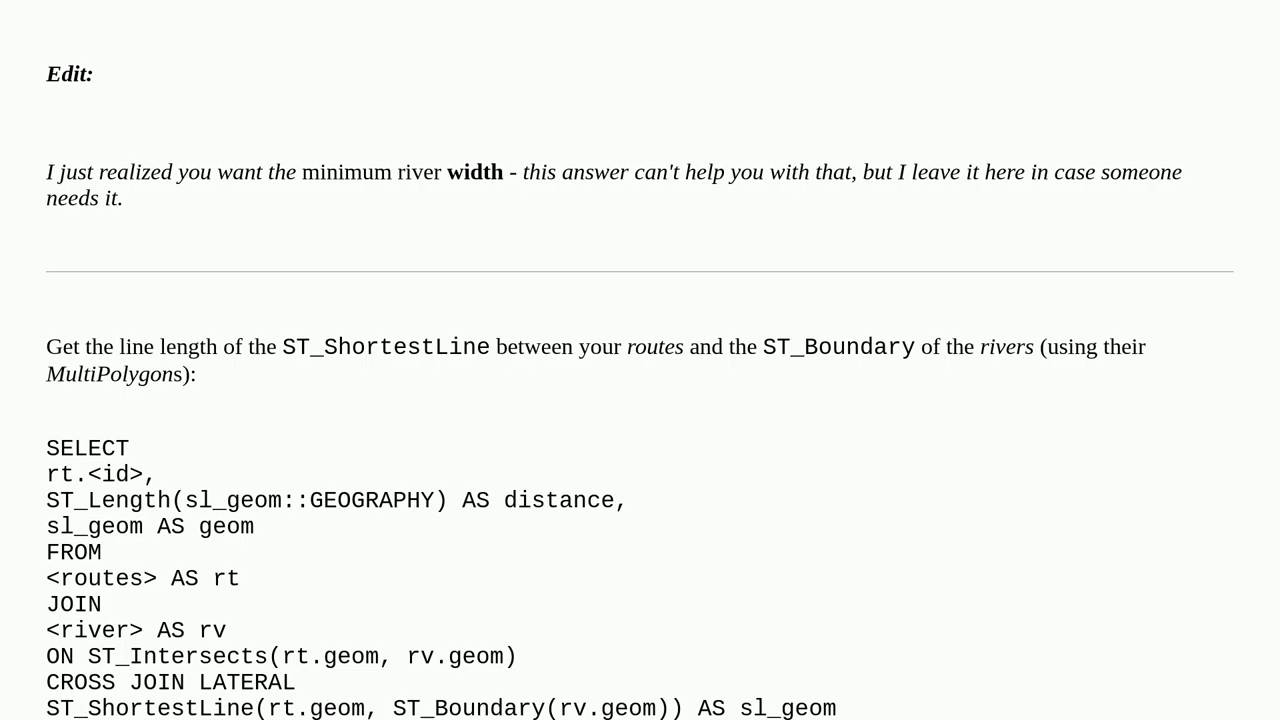 Edit:
I just realized you want the minimum river width - this answer can't help you with that, but I leave it here in case someone
needs it.
Get the line length of the ST_ShortestLine between your routes and the ST_Boundary of the rivers (using their
MultiPolygons):
SELECT
rt.<id>,
ST_Length(sl_geom::GEOGRAPHY) AS distance,
sl_geom AS geom
FROM
<routes> AS rt
JOIN
<river> AS rv
ON ST_Intersects(rt.geom, rv.geom)
CROSS JOIN LATERAL
ST_ShortestLine(rt.geom, ST_Boundary(rv.geom)) AS sl_geom